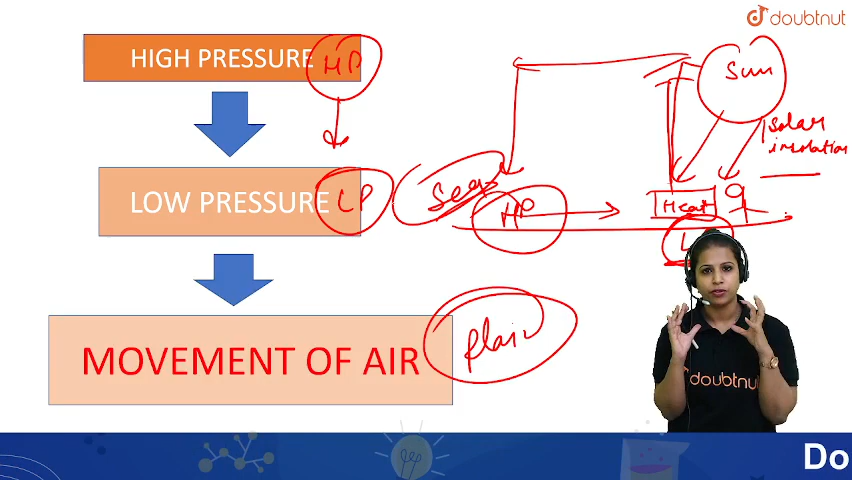 doubtnut
HIGH PRESSURE HP
Sun
Solar
insolation
LOW PRESSURE LP
Sea
HP
Heat
L
MOVEMENT OF AIR
Plain
doubtnut
Do